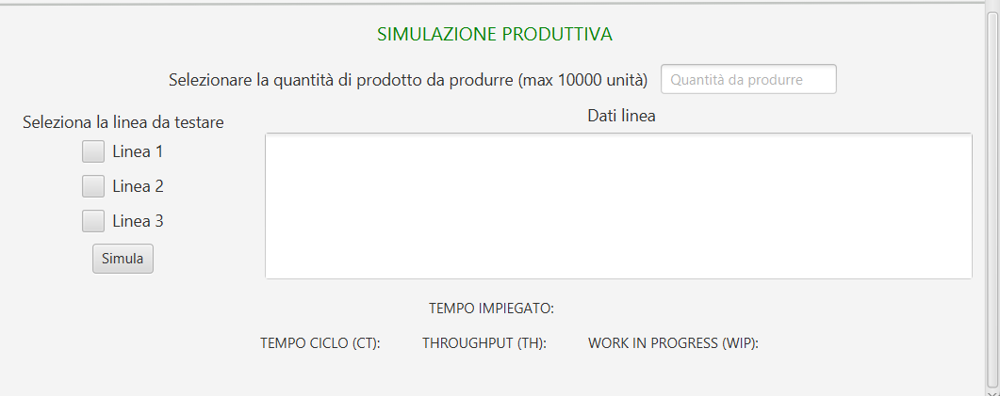 SIMULAZIONE PRODUTTIVA
Selezionare la quantità di prodotto da produrre (max 10000 unità) Quantità da produrre
Seleziona la linea da testare
Linea 1
Linea 2
Linea 3
Simula
Dati linea
TEMPO IMPIEGATO:
TEMPO CICLO (CT): THROUGHPUT (TH): WORK IN PROGRESS (WIP):